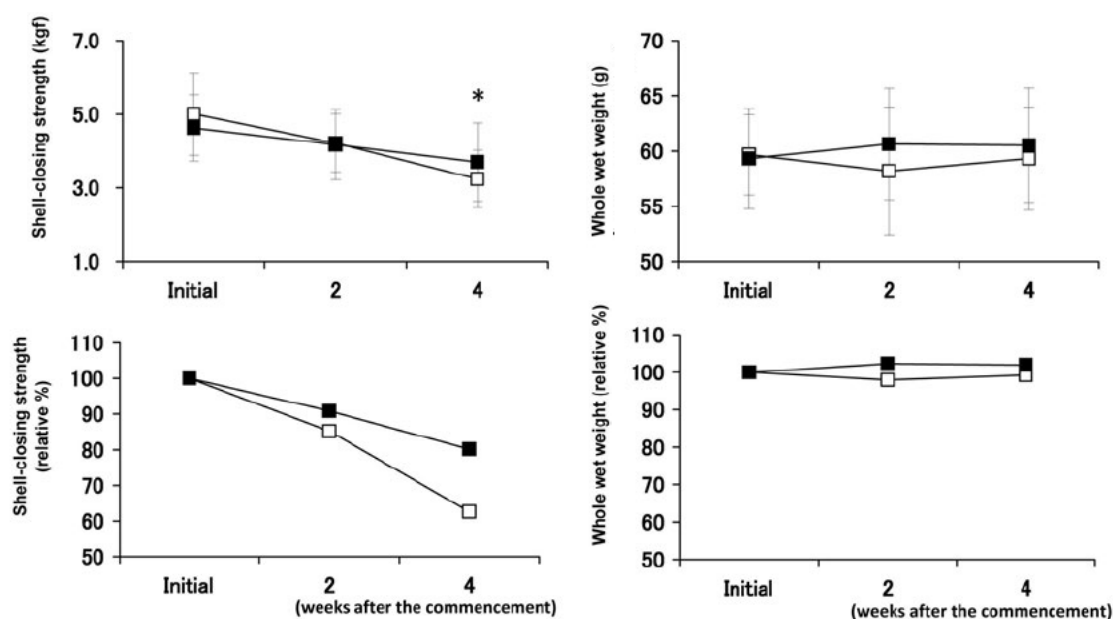 Shell-closing strength (kgf)
7.0
5.0
3.0
1.0
*
Initial
2
4
Whole wet weight (g)
70
65
60
55
50
Initial
2
4
Shell-closing strength
(relative %)
110
100
90
80
70
60
50
Initial
2
4
(weeks after the commencement)
Whole wet weight (relative %)
110
100
90
80
70
60
50
Initial
2
4
(weeks after the commencement)